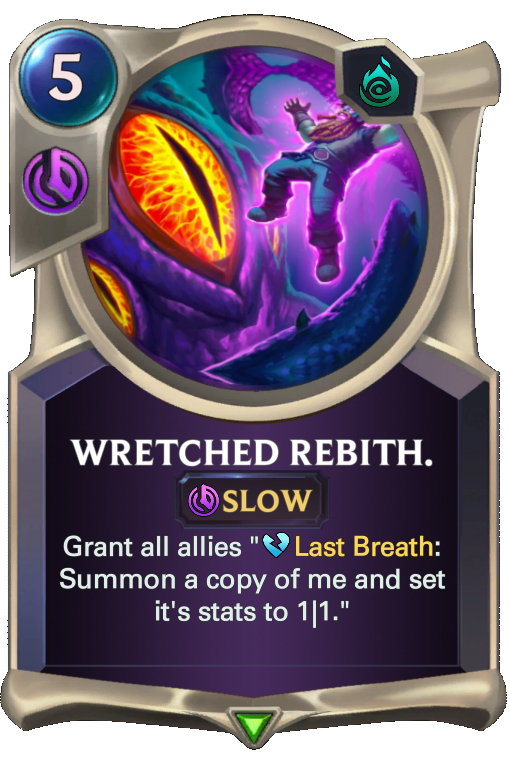 5
WRETCHED REBITH.
SLOW
Grant all allies "Last Breath:
Summon a copy of me and set
it's stats to 1|1."